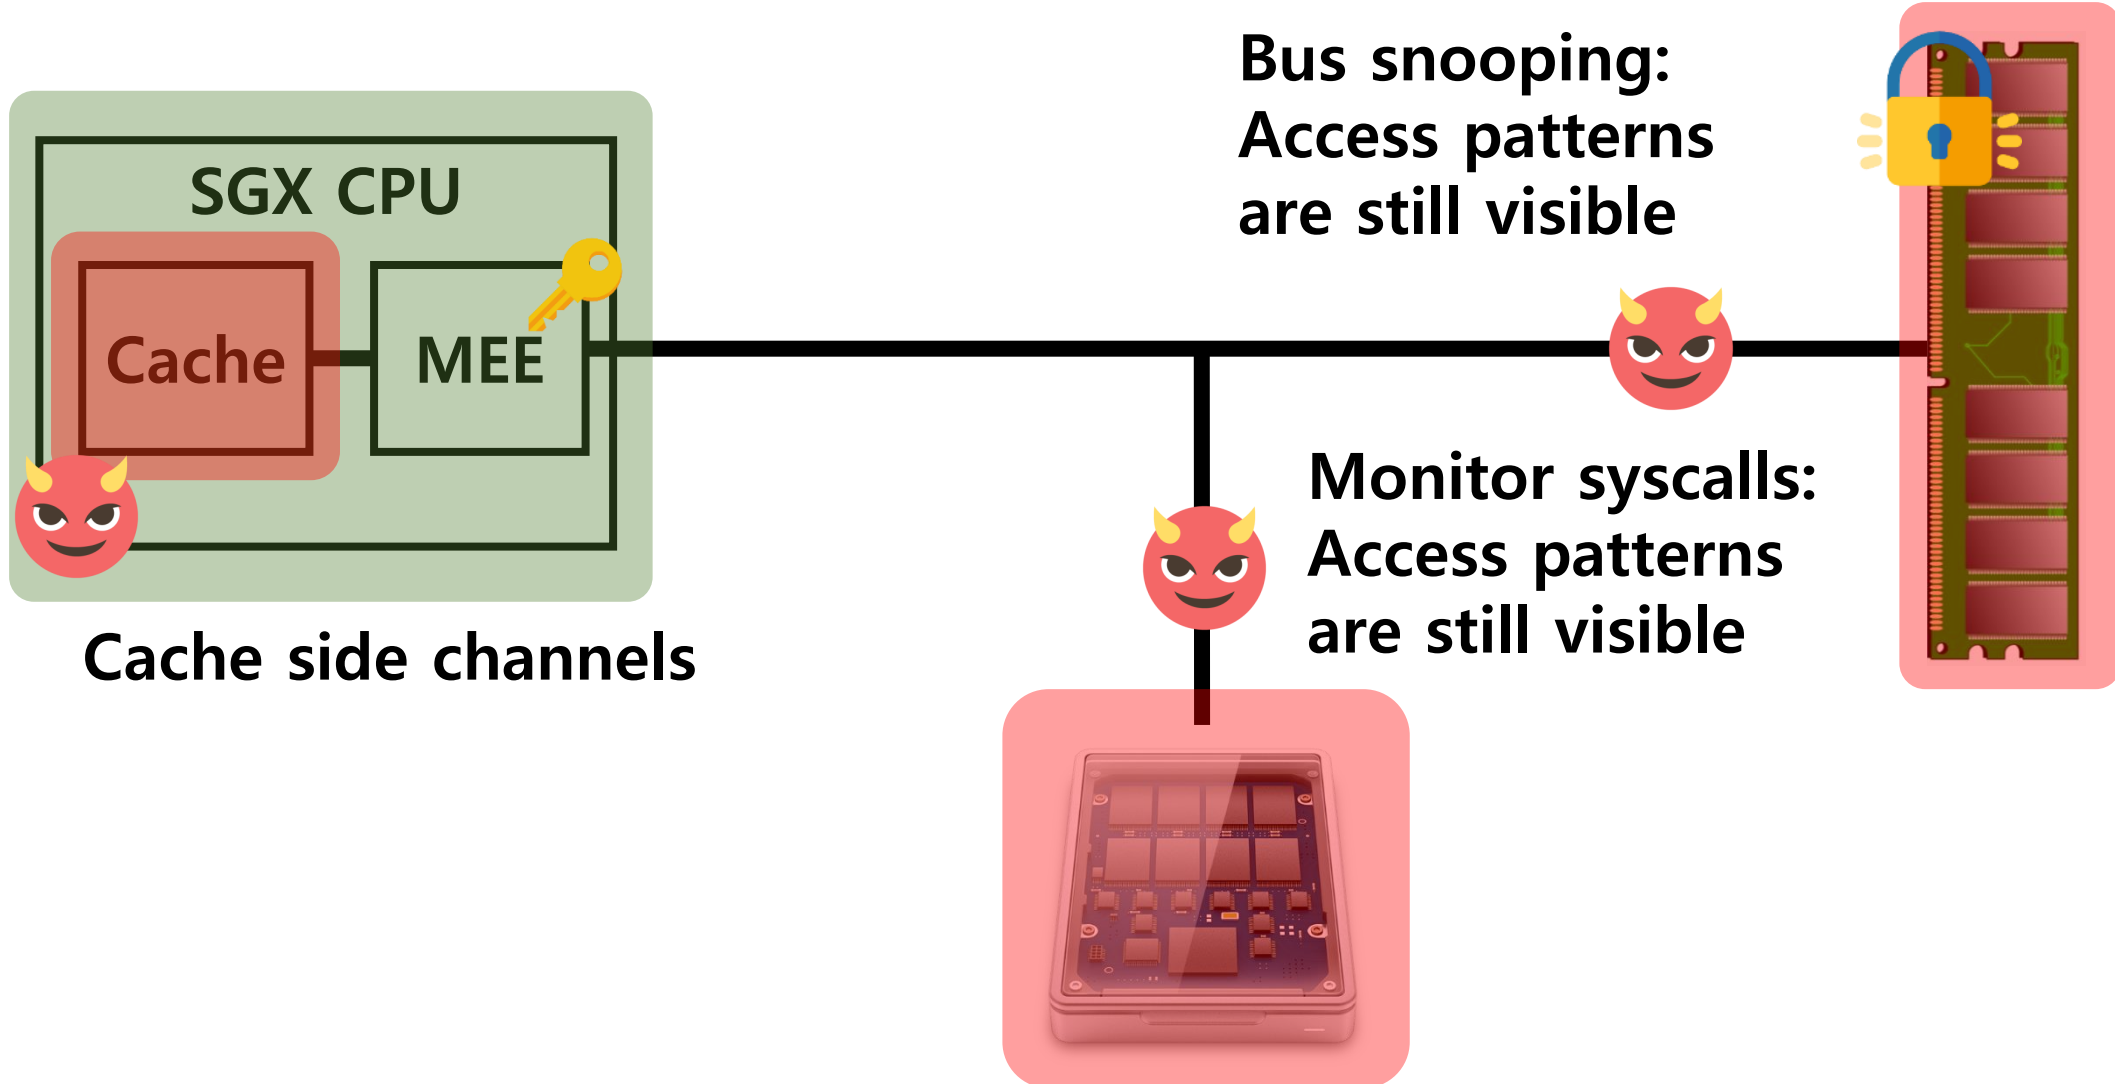 Bus snooping:
Access patterns
are still visible
SGX CPU
Cache
MEE
Monitor syscalls:
Access patterns
are still visible
Cache side channels